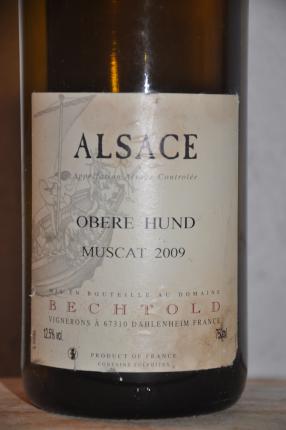 ALSACE
Appellation Alsace Contrôlée
OBERE HUND
MUSCAT 2009
MIS EN BOUTEILLE AU DOMAINE
BECHTOLD
VIGNERONS À 67310 DAHLENHEIM FRANCE
12,5% vol. 75cl
PRODUCT OF FRANCE
CONTAINS SULPHITES